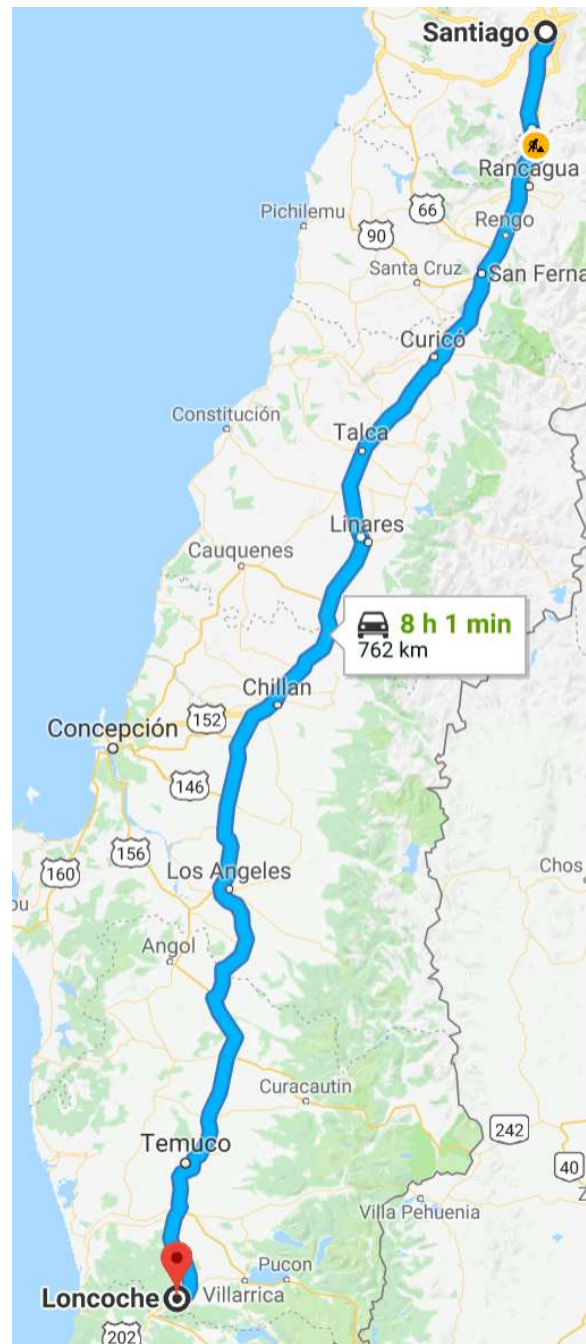 Santiago
Rancagua
66
Pichilemu
Rengo
90
Santa Cruz
San Ferna
Curicó
Constitución
Talca
Linares
Cauquenes
8 h 1 min
762 km
Chillan
152
Concepción
146
156
160
Los Angeles
Chos
ou
Angol
Curacautin
242
Temuco
40
Z
Villa Pehuenia
Pucon
Loncoche
Villarrica
202